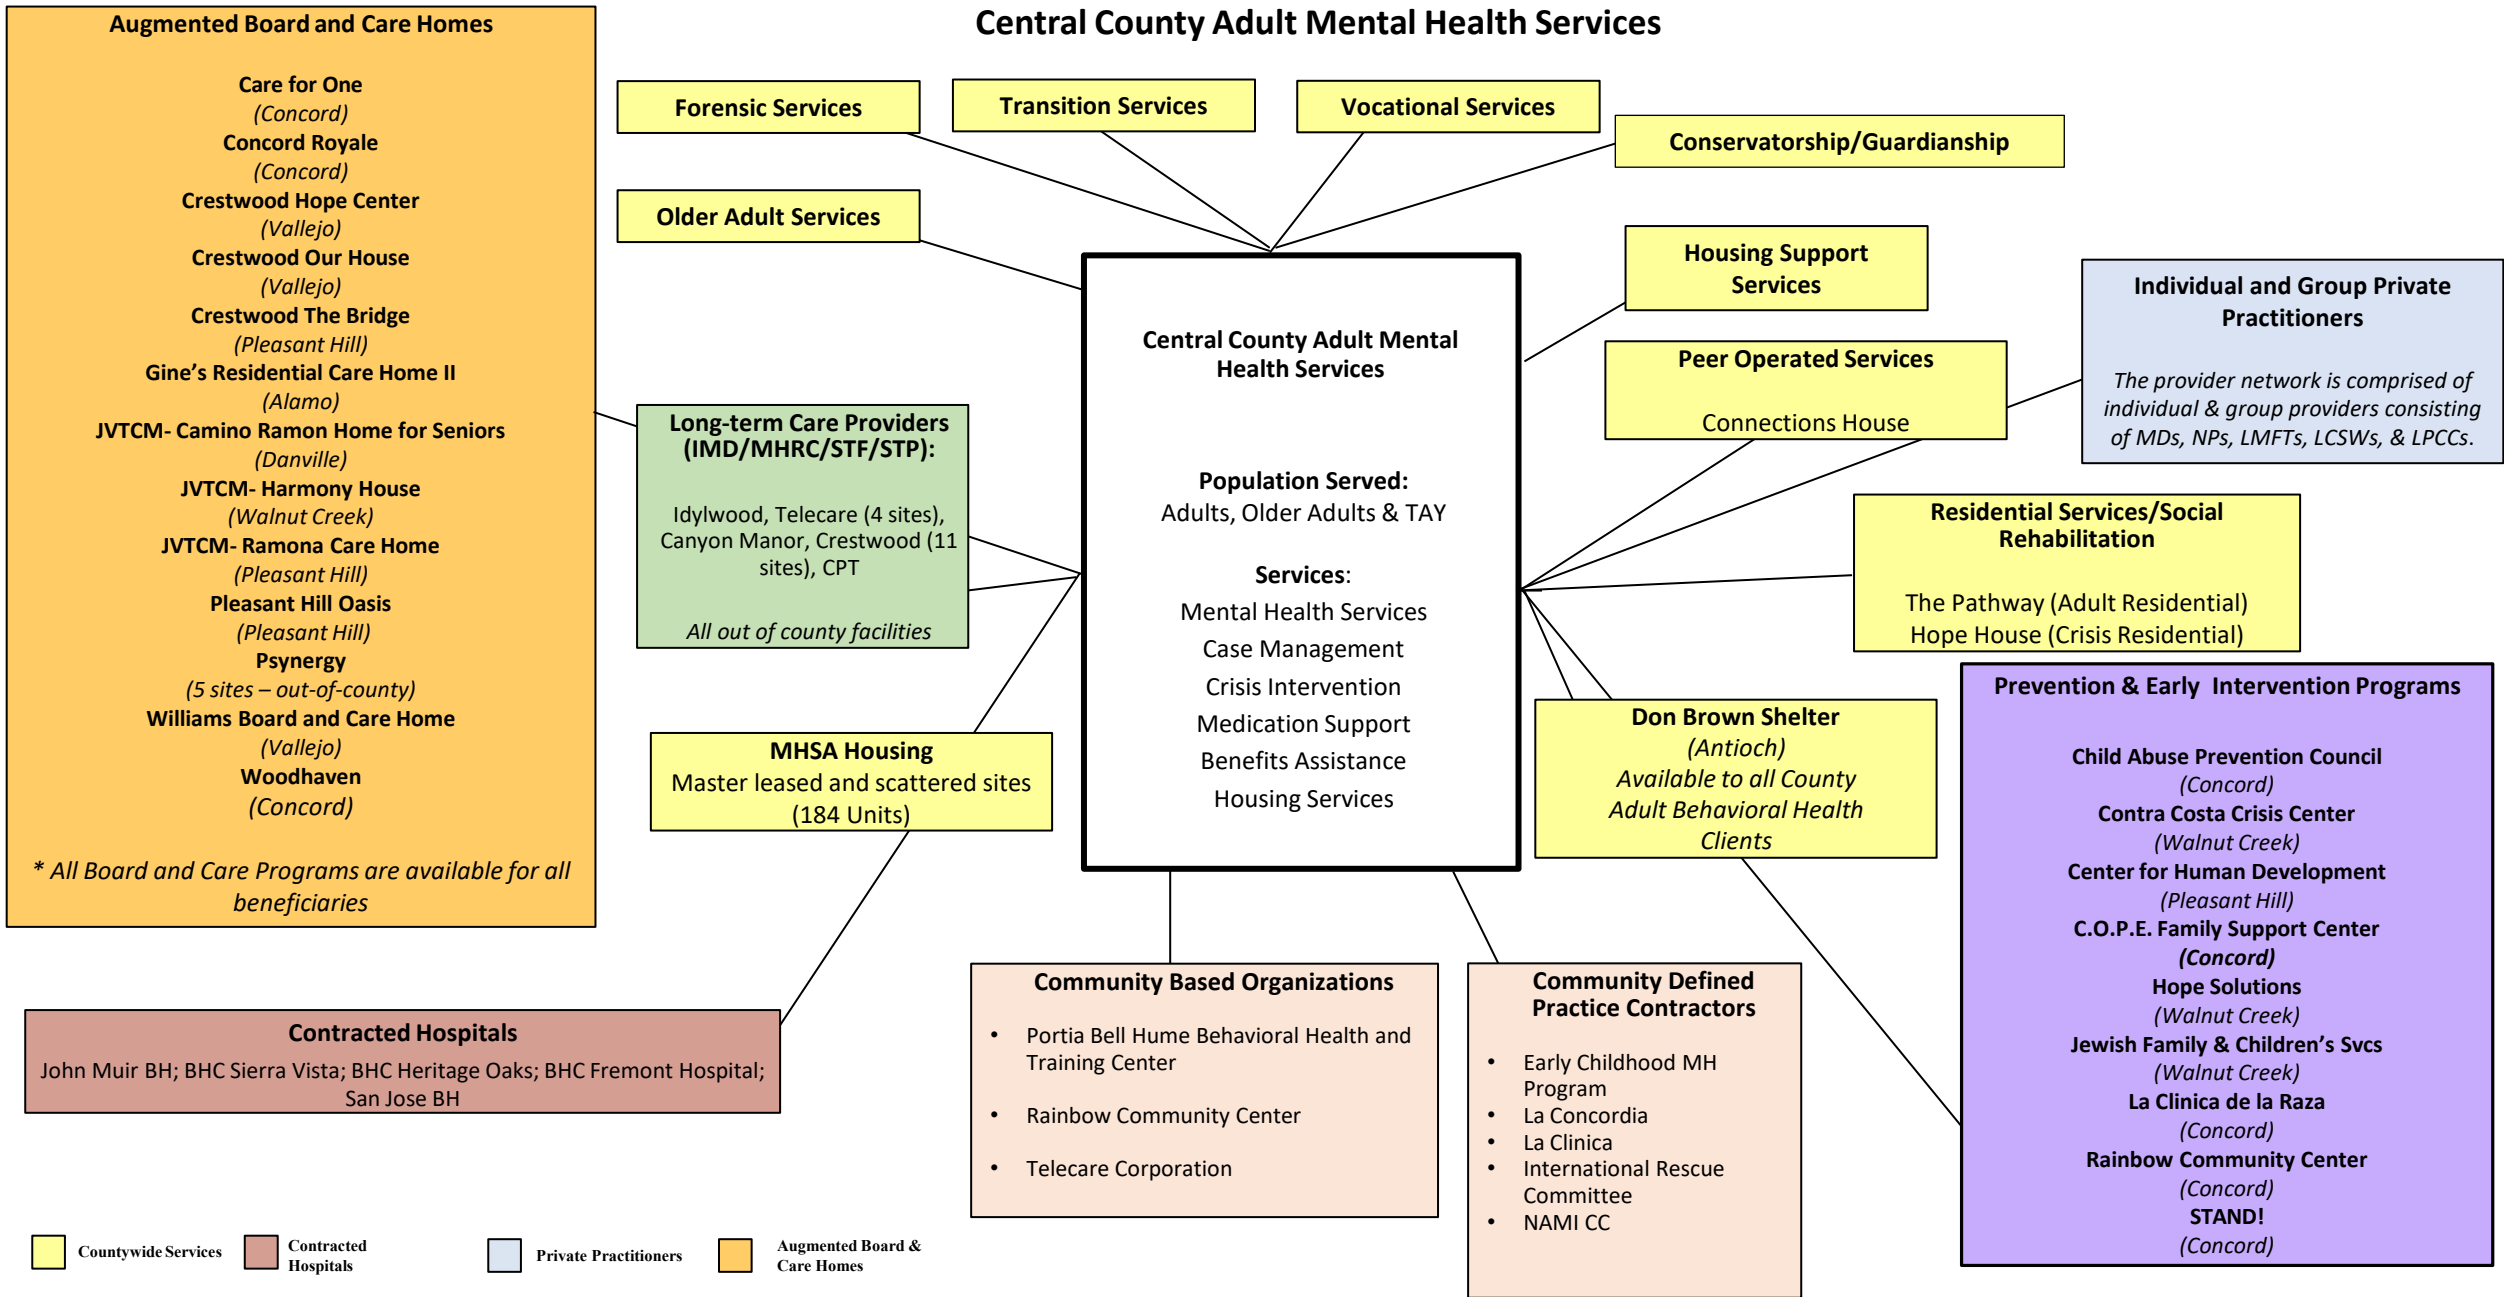 Central County Adult Mental Health Services
Augmented Board and Care Homes
Care for One
(Concord)
Concord Royale
(Concord)
Crestwood Hope Center
(Vallejo)
Crestwood Our House
(Vallejo)
Crestwood The Bridge
(Pleasant Hill)
Gine’s Residential Care Home II
(Alamo)
JVTCM- Camino Ramon Home for Seniors
(Danville)
JVTCM- Harmony House
(Walnut Creek)
JVTCM- Ramona Care Home
(Pleasant Hill)
Pleasant Hill Oasis
(Pleasant Hill)
Psynergy
(5 sites – out-of-county)
Williams Board and Care Home
(Vallejo)
Woodhaven
(Concord)
* All Board and Care Programs are available for all
beneficiaries
Forensic Services
Transition Services
Vocational Services
Conservatorship/Guardianship
Older Adult Services
Housing Support
Services
Peer Operated Services
Connections House
Individual and Group Private
Practitioners
The provider network is comprised of
individual & group providers consisting
of MDs, NPs, LMFTs, LCSWs, & LPCCs.
Long-term Care Providers
(IMD/MHRC/STF/STP):
Idylwood, Telecare (4 sites),
Canyon Manor, Crestwood (11
sites), CPT
All out of county facilities
Central County Adult Mental
Health Services
Population Served:
Adults, Older Adults & TAY
Services:
Mental Health Services
Case Management
Crisis Intervention
Medication Support
Benefits Assistance
Housing Services
Residential Services/Social
Rehabilitation
The Pathway (Adult Residential)
Hope House (Crisis Residential)
MHSA Housing
Master leased and scattered sites
(184 Units)
Don Brown Shelter
(Antioch)
Available to all County
Adult Behavioral Health
Clients
Prevention & Early Intervention Programs
Child Abuse Prevention Council
(Concord)
Contra Costa Crisis Center
(Walnut Creek)
Center for Human Development
(Pleasant Hill)
C.O.P.E. Family Support Center
(Concord)
Hope Solutions
(Walnut Creek)
Jewish Family & Children’s Svcs
(Walnut Creek)
La Clinica de la Raza
(Concord)
Rainbow Community Center
(Concord)
STAND!
(Concord)
Contracted Hospitals
John Muir BH; BHC Sierra Vista; BHC Heritage Oaks; BHC Fremont Hospital;
San Jose BH
Community Based Organizations
• Portia Bell Hume Behavioral Health and
Training Center
• Rainbow Community Center
• Telecare Corporation
Community Defined
Practice Contractors
• Early Childhood MH
Program
• La Concordia
• La Clinica
• International Rescue
Committee
• NAMI CC
Countywide Services
Contracted
Hospitals
Private Practitioners
Augmented Board &
Care Homes